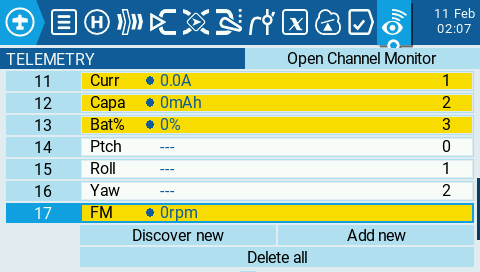 11 Feb
02:07
TELEMETRY
Open Channel Monitor
11 Curr 0.0A 1
12 Capa 0mAh 2
13 Bat% 0% 3
14 Ptch --- 0
15 Roll --- 1
16 Yaw --- 2
17 FM 0rpm
Discover new Add new
Delete all